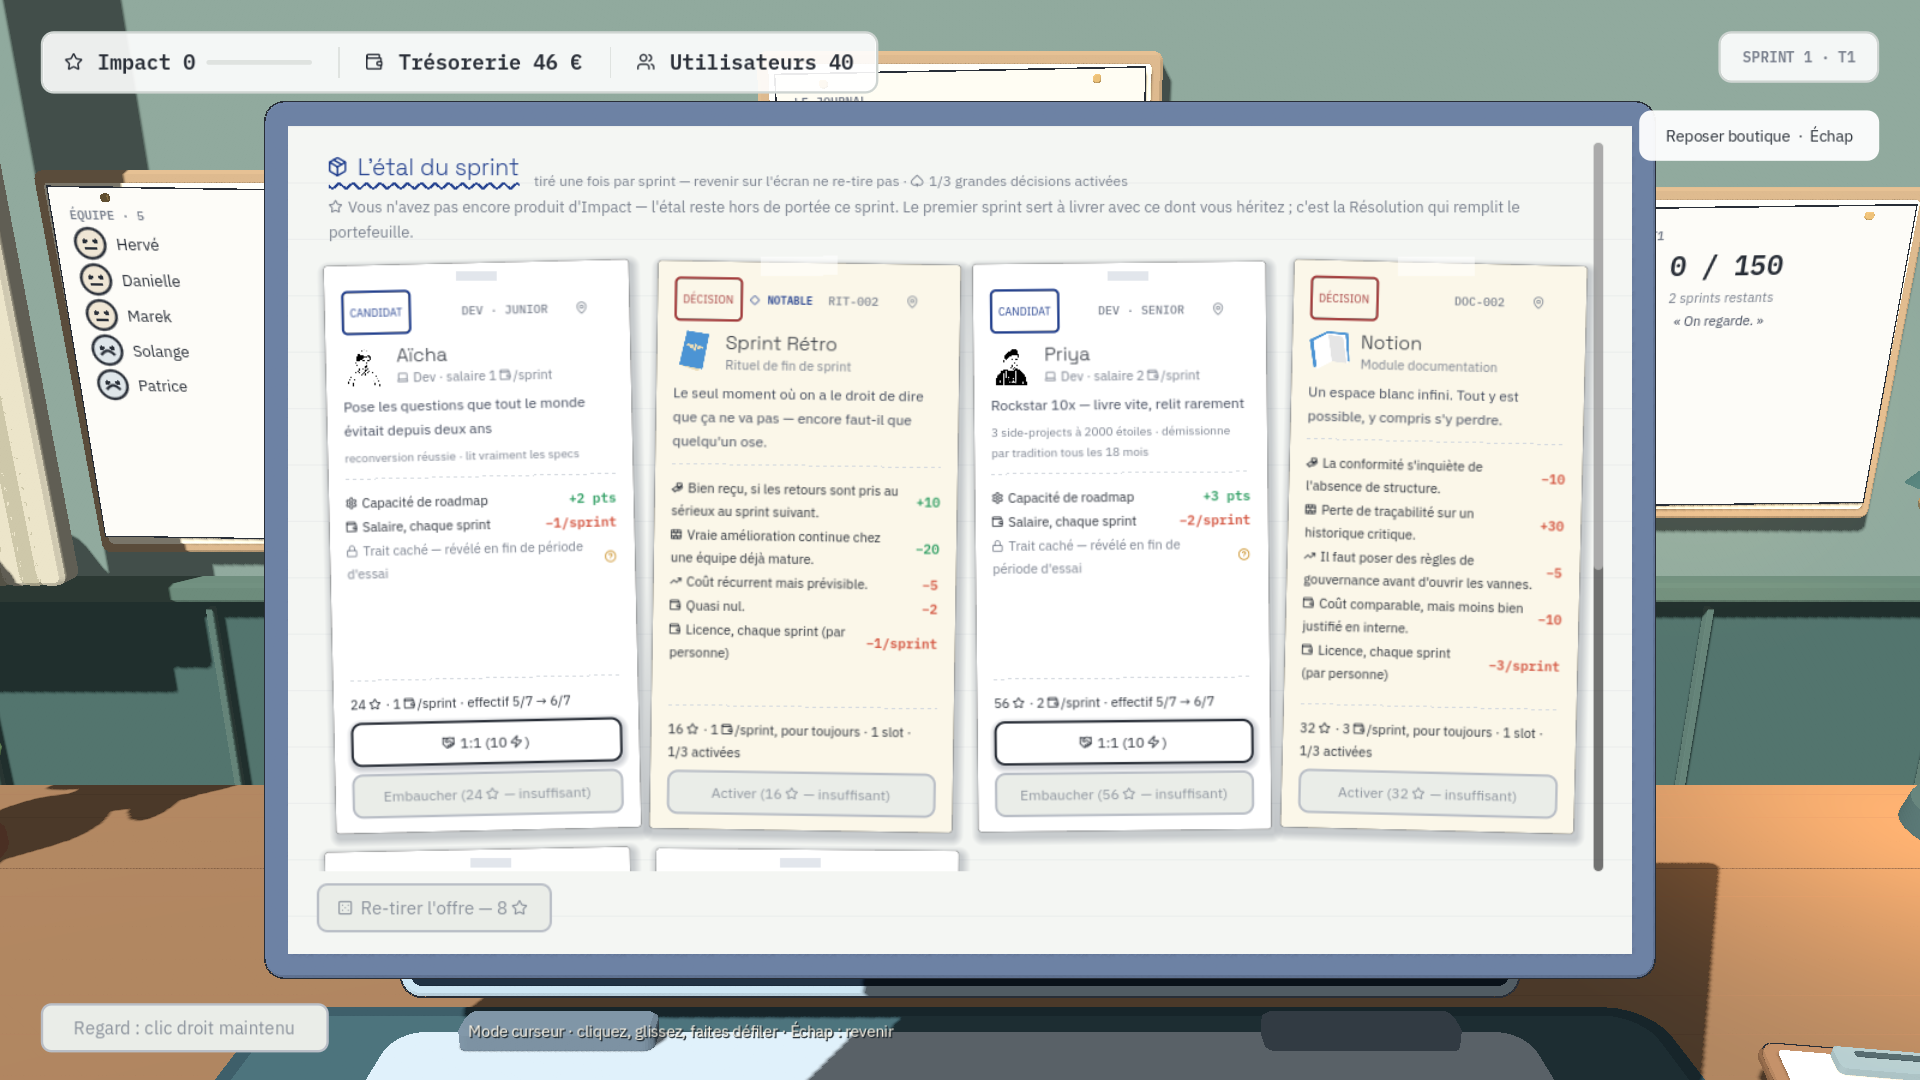 Impact 0
Trésorerie 46 €
Utilisateurs 40
SPRINT 1 · T1
Reposer boutique · Échap
LE JOURNAL
ÉQUIPE · 5
Hervé
Danielle
Marek
Solange
Patrice
L'étal du sprint
tiré une fois par sprint — revenir sur l'écran ne re-tire pas · 1/3 grandes décisions activées
Vous n'avez pas encore produit d'Impact — l'étal reste hors de portée ce sprint. Le premier sprint sert à livrer avec ce dont vous héritez ; c'est la Résolution qui remplit le
portefeuille.
CANDIDAT
DEV · JUNIOR
Aïcha
Dev · salaire 1 /sprint
Pose les questions que tout le monde
évitait depuis deux ans
reconversion réussie · lit vraiment les specs
Capacité de roadmap +2 pts
Salaire, chaque sprint −1/sprint
Trait caché — révélé en fin de période
d'essai
24 · 1 /sprint · effectif 5/7 → 6/7
1:1 (10 )
Embaucher (24 — insuffisant)
DÉCISION
NOTABLE RIT-002
Sprint Rétro
Rituel de fin de sprint
Le seul moment où on a le droit de dire
que ça ne va pas — encore faut-il que
quelqu'un ose.
Bien reçu, si les retours sont pris au
sérieux au sprint suivant. +10
Vraie amélioration continue chez
une équipe déjà mature. −20
Coût récurrent mais prévisible. −5
Quasi nul. −2
Licence, chaque sprint (par
personne) −1/sprint
16 · 1 /sprint, pour toujours · 1 slot ·
1/3 activées
Activer (16 — insuffisant)
CANDIDAT
DEV · SENIOR
Priya
Dev · salaire 2 /sprint
Rockstar 10x — livre vite, relit rarement
3 side-projects à 2000 étoiles · démissionne
par tradition tous les 18 mois
Capacité de roadmap +3 pts
Salaire, chaque sprint −2/sprint
Trait caché — révélé en fin de
période d'essai
56 · 2 /sprint · effectif 5/7 → 6/7
1:1 (10 )
Embaucher (56 — insuffisant)
DÉCISION
DOC-002
Notion
Module documentation
Un espace blanc infini. Tout y est
possible, y compris s'y perdre.
La conformité s'inquiète de
l'absence de structure. −10
Perte de traçabilité sur un
historique critique. +30
Il faut poser des règles de
gouvernance avant d'ouvrir les vannes. −5
Coût comparable, mais moins bien
justifié en interne. −10
Licence, chaque sprint
(par personne) −3/sprint
32 · 3 /sprint, pour toujours · 1 slot ·
1/3 activées
Activer (32 — insuffisant)
T1
0 / 150
2 sprints restants
« On regarde. »
Re-tirer l'offre — 8
Regard : clic droit maintenu
Mode curseur · cliquez, glissez, faites défiler · Échap : revenir